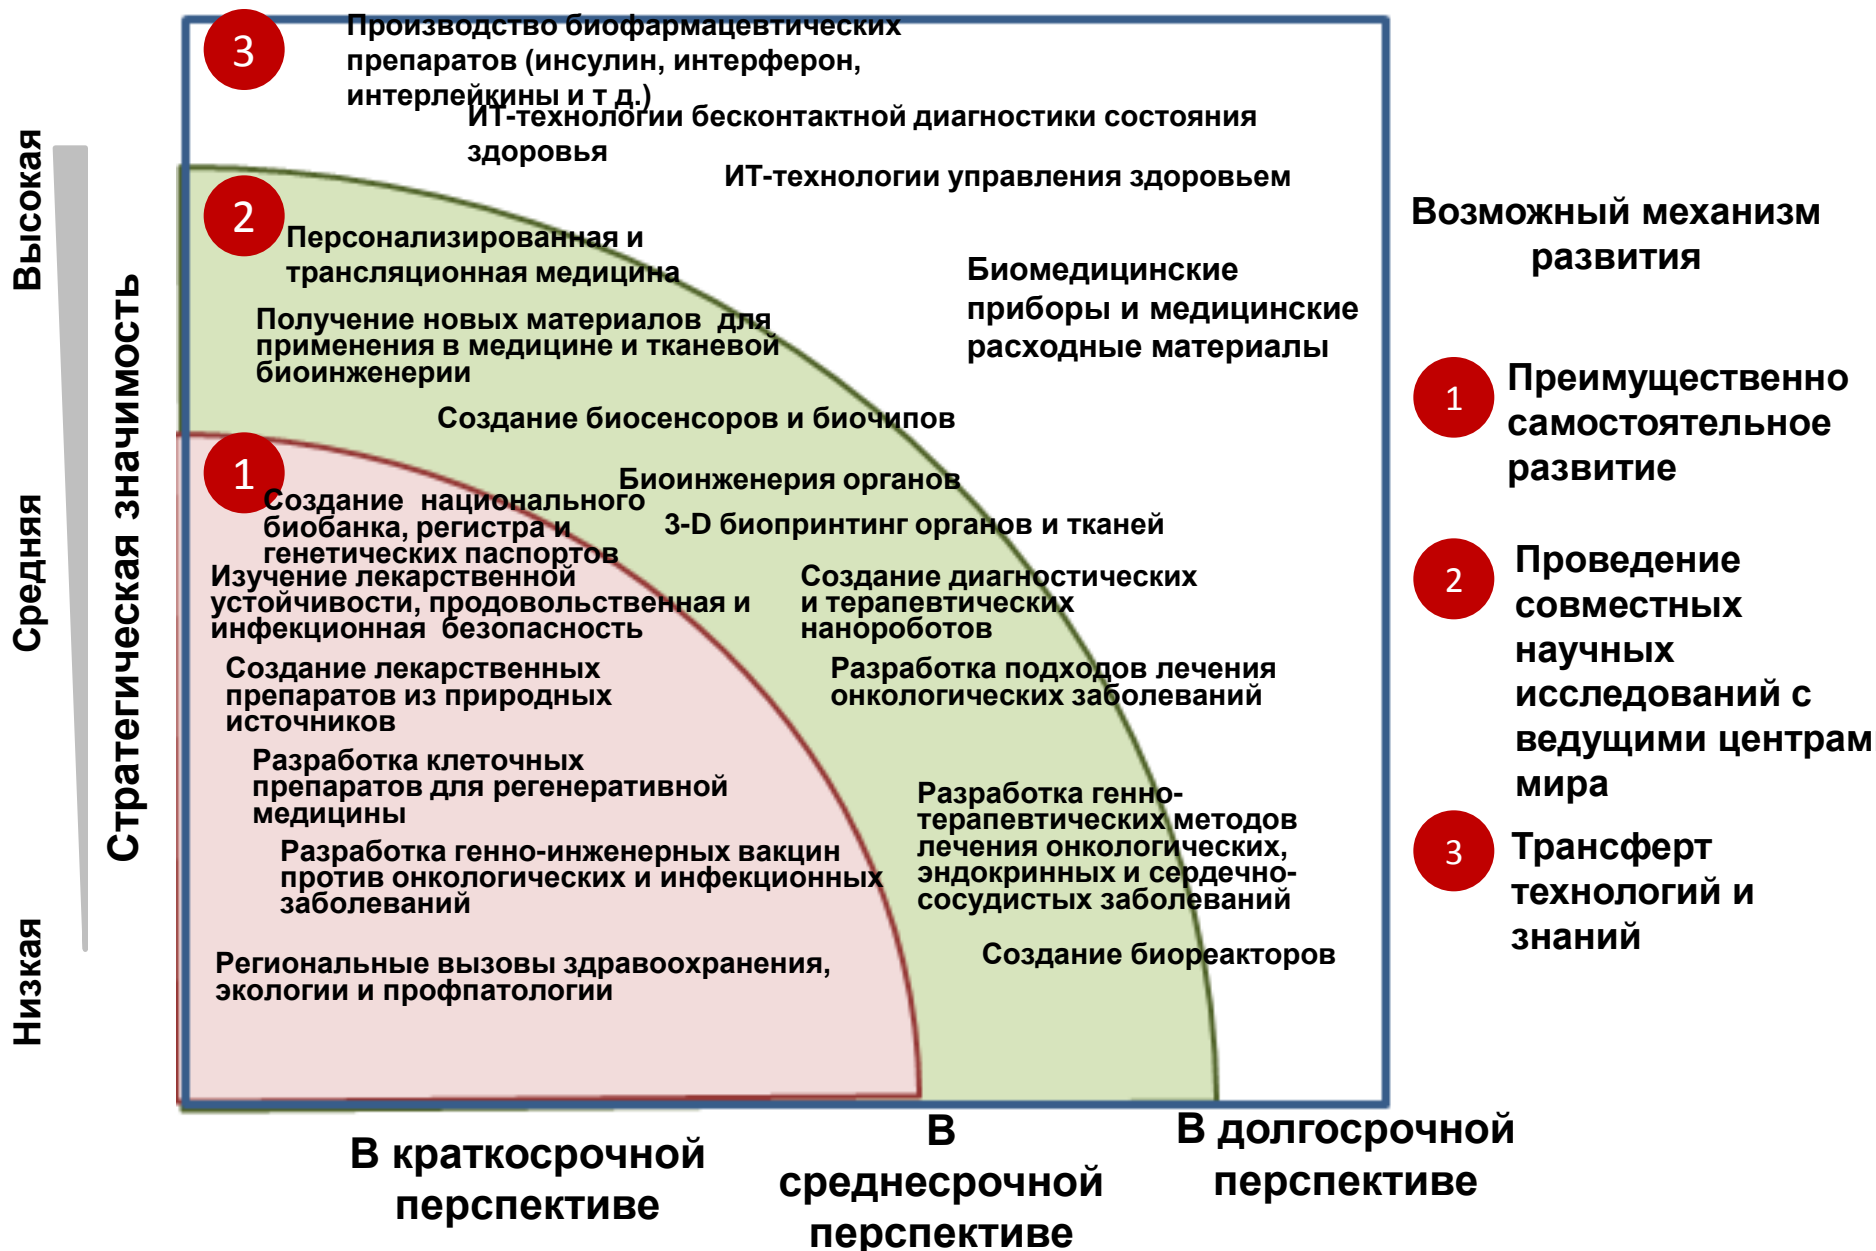 3
Производство биофармацевтических
препаратов (инсулин, интерферон,
интерлейкины и т д.)
ИТ-технологии бесконтактной диагностики состояния
здоровья
ИТ-технологии управления здоровьем
Биомедицинские
приборы и медицинские
расходные материалы
2
Персонализированная и
трансляционная медицина
Получение новых материалов для
применения в медицине и тканевой
биоинженерии
Создание биосенсоров и биочипов
Биоинженерия органов
3-D биопринтинг органов и тканей
Создание диагностических
и терапевтических
нанороботов
Разработка подходов лечения
онкологических заболеваний
Разработка генно-
терапевтических методов
лечения онкологических,
эндокринных и сердечно-
сосудистых заболеваний
Создание биореакторов
1
Создание национального
биобанка, регистра и
генетических паспортов
Изучение лекарственной
устойчивости, продовольственная и
инфекционная безопасность
Создание лекарственных
препаратов из природных
источников
Разработка клеточных
препаратов для регенеративной
медицины
Разработка генно-инженерных вакцин
против онкологических и инфекционных
заболеваний
Региональные вызовы здравоохранения,
экологии и профпатологии
Высокая
Средняя
Низкая
Стратегическая значимость
В краткосрочной
перспективе
В
среднесрочной
перспективе
В долгосрочной
перспективе
Возможный механизм
развития
1
Преимущественно
самостоятельное
развитие
2
Проведение
совместных
научных
исследований с
ведущими центрам
мира
3
Трансферт
технологий и
знаний